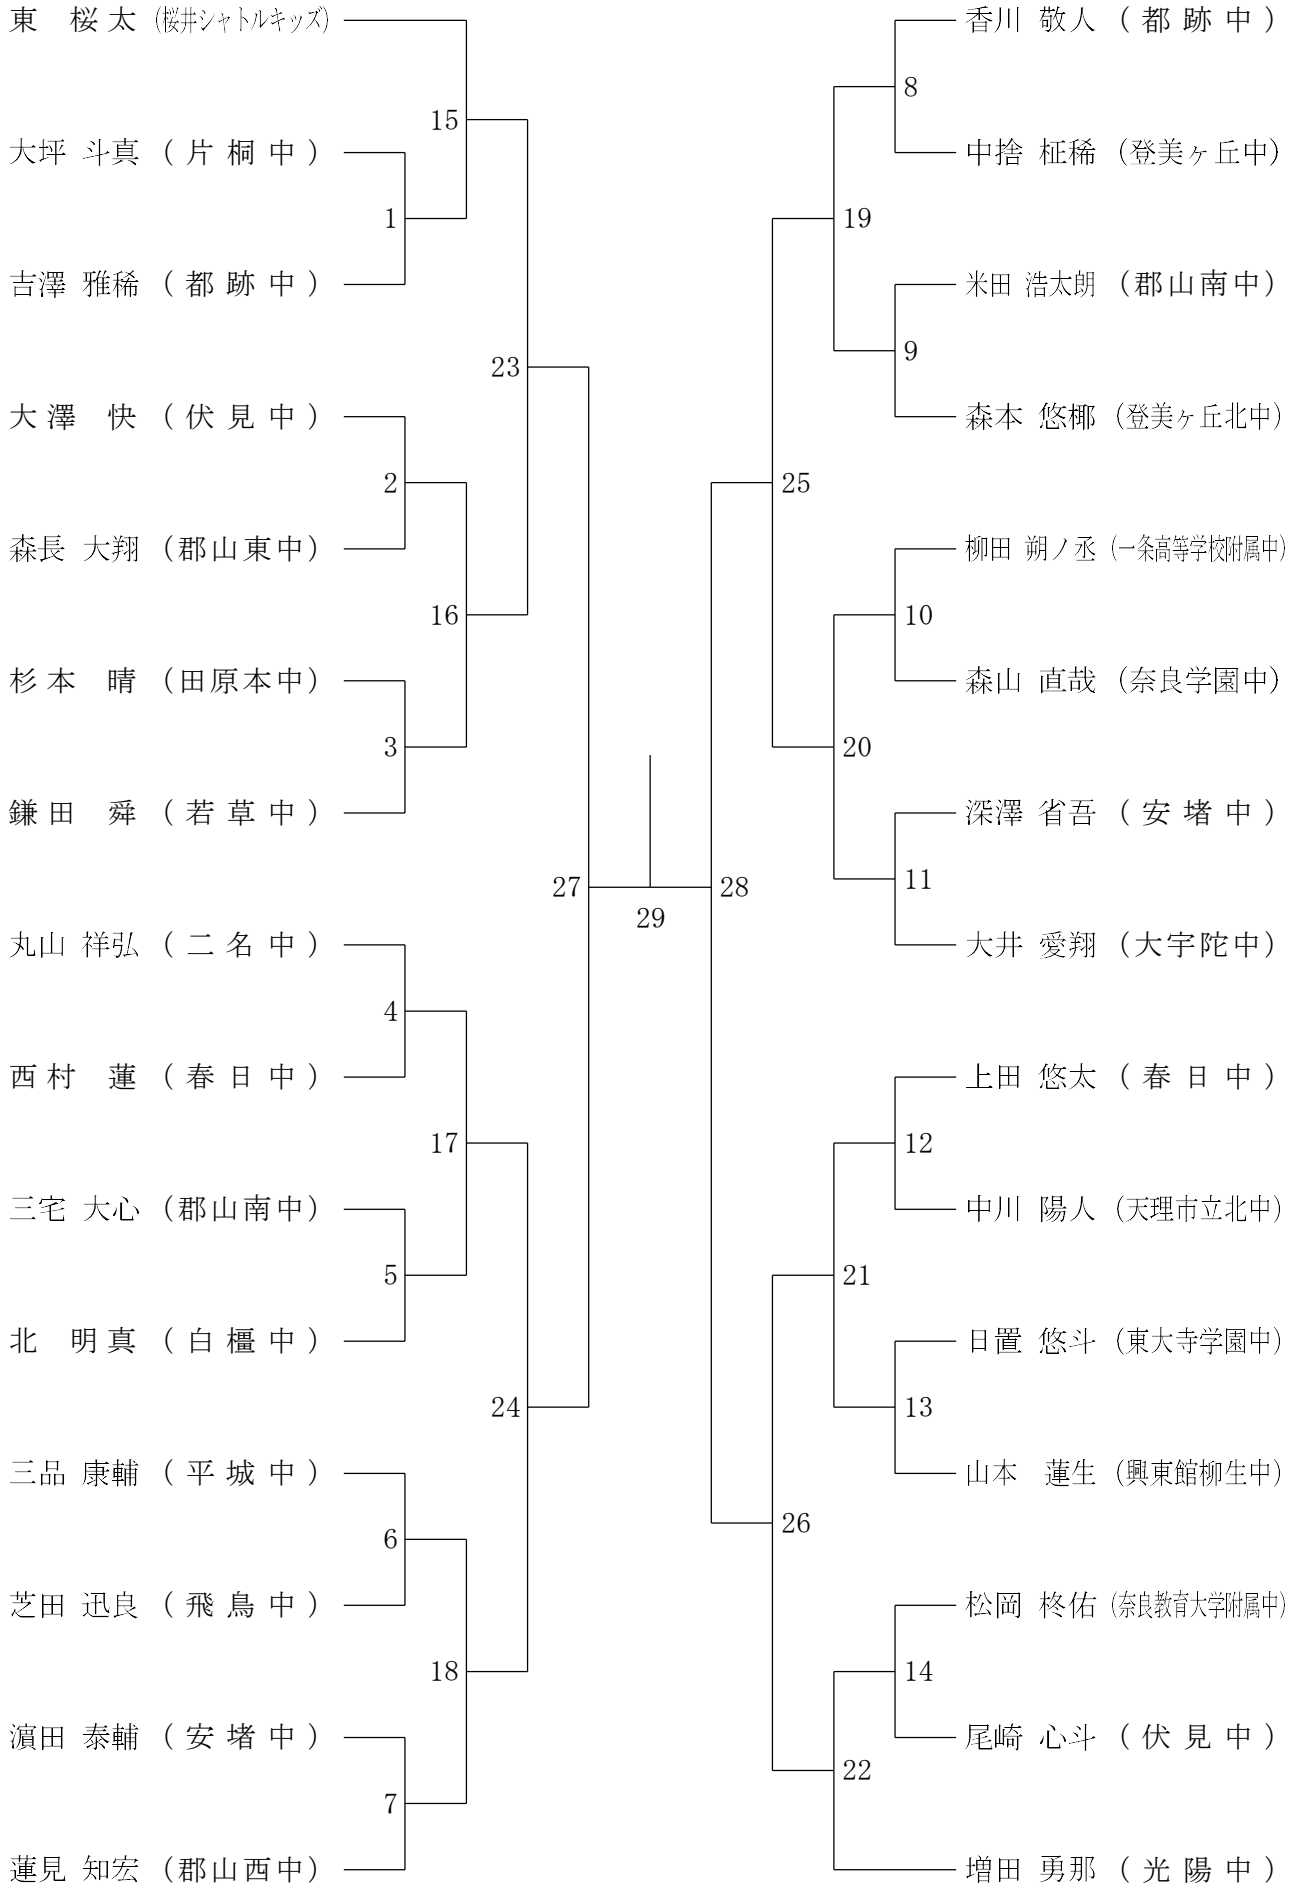 東 桜太 (桜井シャトルキッズ)
15
大坪 斗真 (片桐中)
1
吉澤 雅稀 (都跡中)
23
大澤 快 (伏見中)
2
森長 大翔 (郡山東中)
16
杉本 晴 (田原本中)
3
鎌田 舜 (若草中)
27
丸山 祥弘 (二名中)
4
西村 蓮 (春日中)
17
三宅 大心 (郡山南中)
5
北 明真 (白橿中)
24
三品 康輔 (平城中)
6
芝田 迅良 (飛鳥中)
18
濵田 泰輔 (安堵中)
7
蓮見 知宏 (郡山西中)
29
香川 敬人 (都跡中)
8
中捨 柾稀 (登美ヶ丘中)
19
米田 浩太朗 (郡山南中)
9
森本 悠梛 (登美ヶ丘北中)
25
柳田 朔ノ丞 (一条高等学校附属中)
10
森山 直哉 (奈良学園中)
20
深澤 省吾 (安堵中)
11
大井 愛翔 (大宇陀中)
28
上田 悠太 (春日中)
12
中川 陽人 (天理市立北中)
21
日置 悠斗 (東大寺学園中)
13
山本 蓮生 (興東館柳生中)
26
松岡 柊佑 (奈良教育大学附属中)
14
尾崎 心斗 (伏見中)
22
増田 勇那 (光陽中)